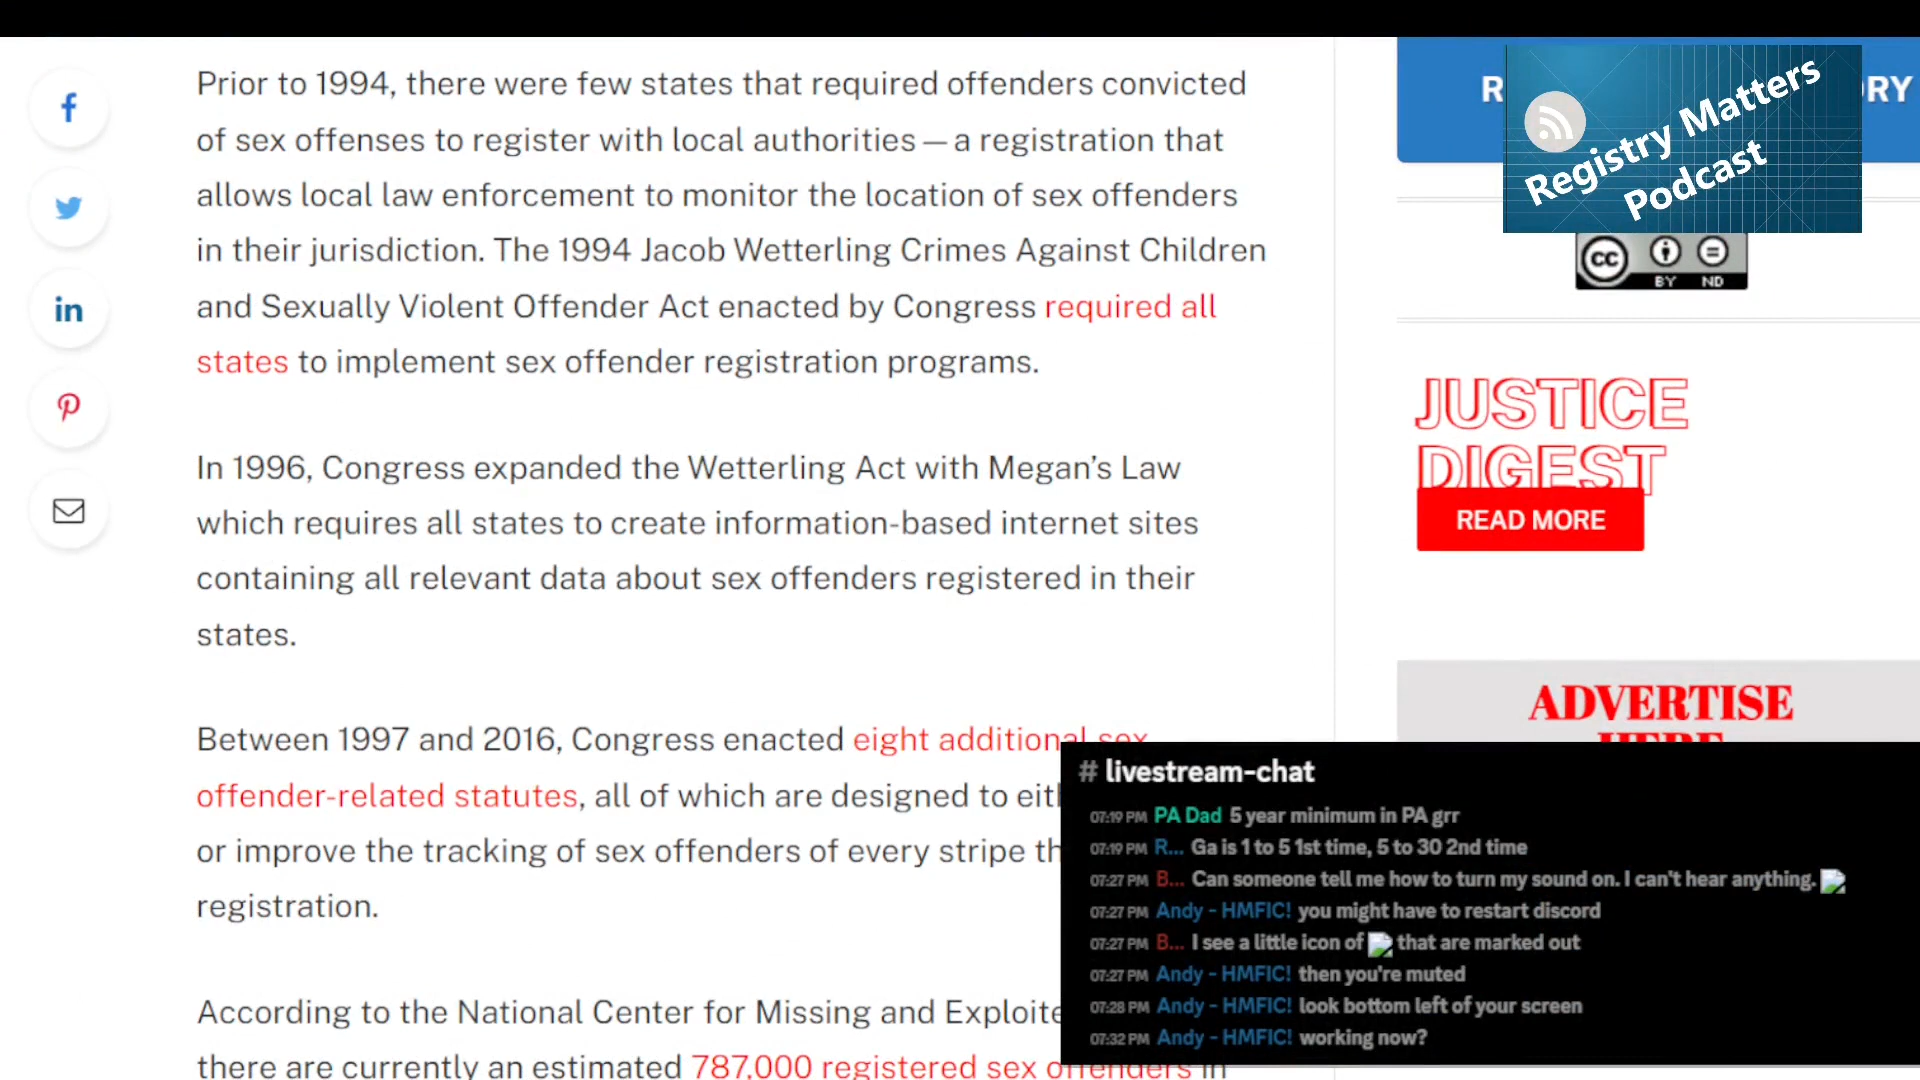 Prior to 1994, there were few states that required offenders convicted
of sex offenses to register with local authorities — a registration that
allows local law enforcement to monitor the location of sex offenders
in their jurisdiction. The 1994 Jacob Wetterling Crimes Against Children
and Sexually Violent Offender Act enacted by Congress required all
states to implement sex offender registration programs.
In 1996, Congress expanded the Wetterling Act with Megan's Law
which requires all states to create information-based internet sites
containing all relevant data about sex offenders registered in their
states.
Between 1997 and 2016, Congress enacted eight additional sex
offender-related statutes, all of which are designed to
or improve the tracking of sex offenders of every stripe
registration.
According to the National Center for Missing and
there are currently an estimated 787,000 registered sex offenders in
Registry Matters
Podcast
CC BY ND
JUSTICE
DIGEST
READ MORE
ADVERTISE
HERE
# livestream-chat
07:19 PM PA Dad 5 year minimum in PA grr
07:19 PM R... Ga is 1 to 5 1st time, 5 to 30 2nd time
07:27 PM B... Can someone tell me how to turn my sound on. I can't hear anything.
07:27 PM Andy - HMFIC! you might have to restart discord
07:27 PM B... I see a little icon of that are marked out
07:27 PM Andy - HMFIC! then you're muted
07:28 PM Andy - HMFIC! look bottom left of your screen
07:32 PM Andy - HMFIC! working now?